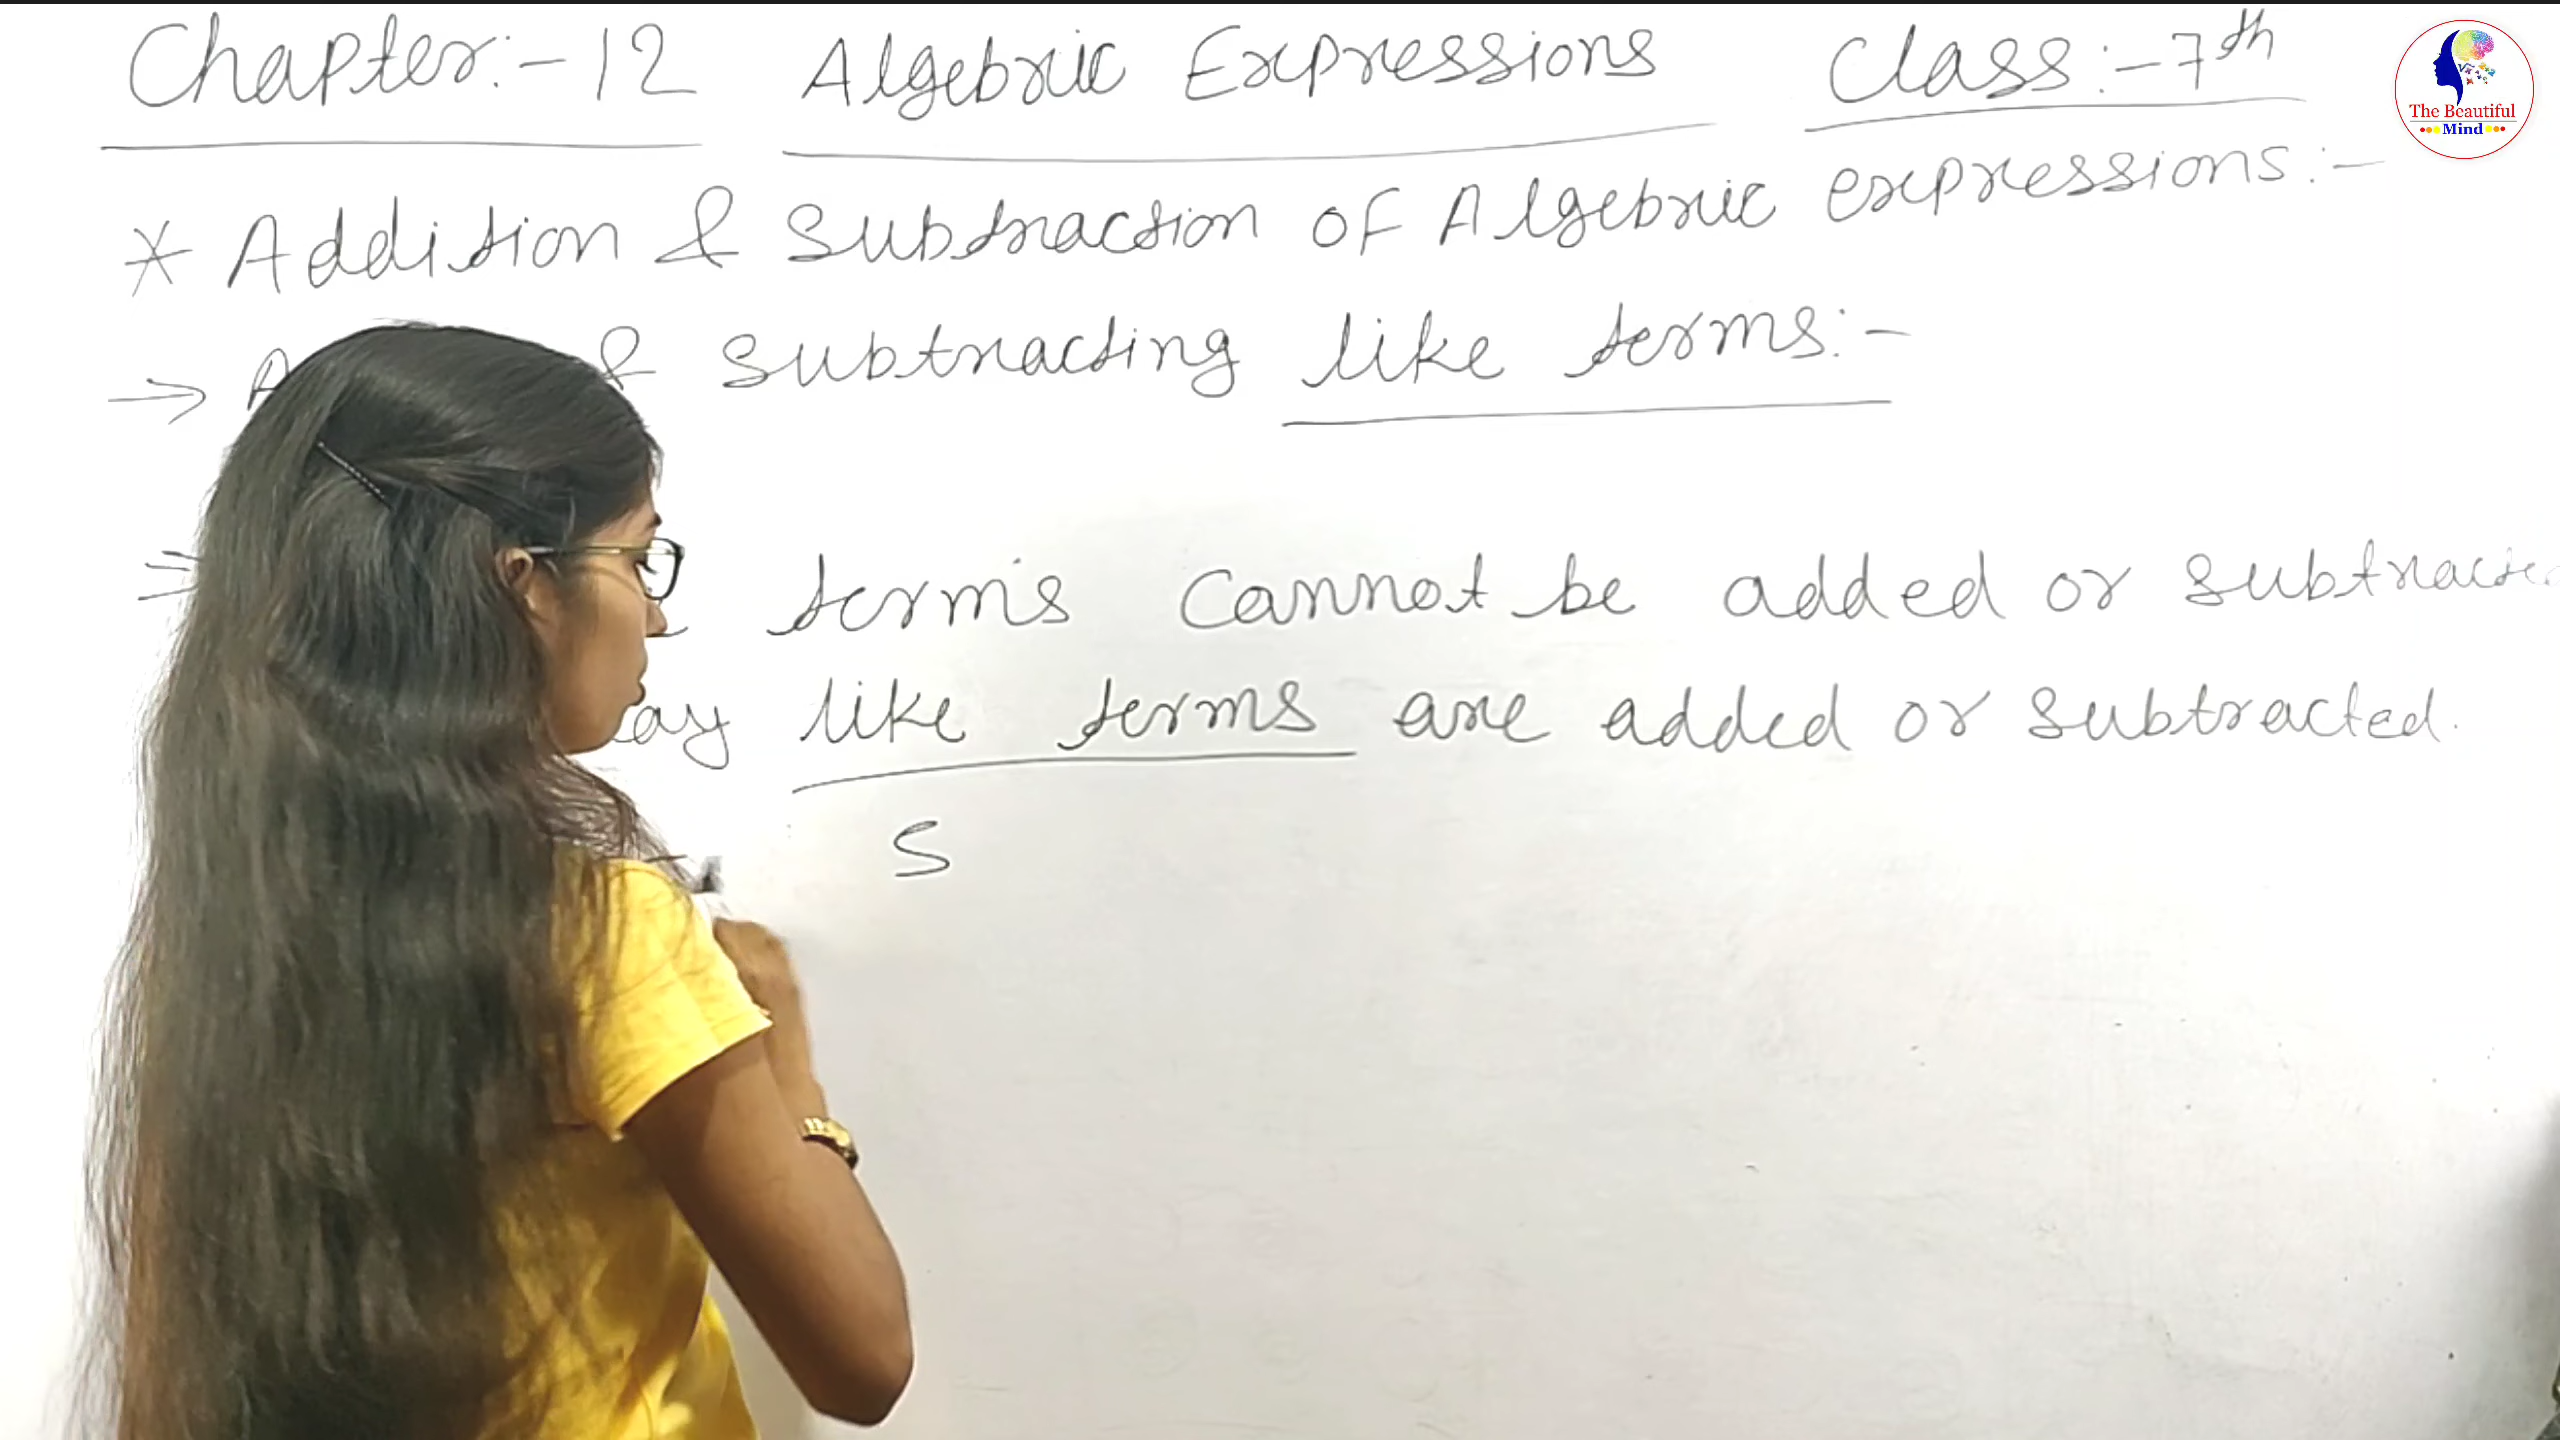 Chapter:- 12 Algebric Expressions Class:- 7th
The Beautiful
Mind
* Addition & Subtraction of Algebric expressions:-
→ & Subtracting like terms:-
terms cannot be added or subtracted
like terms are added or subtracted.
S